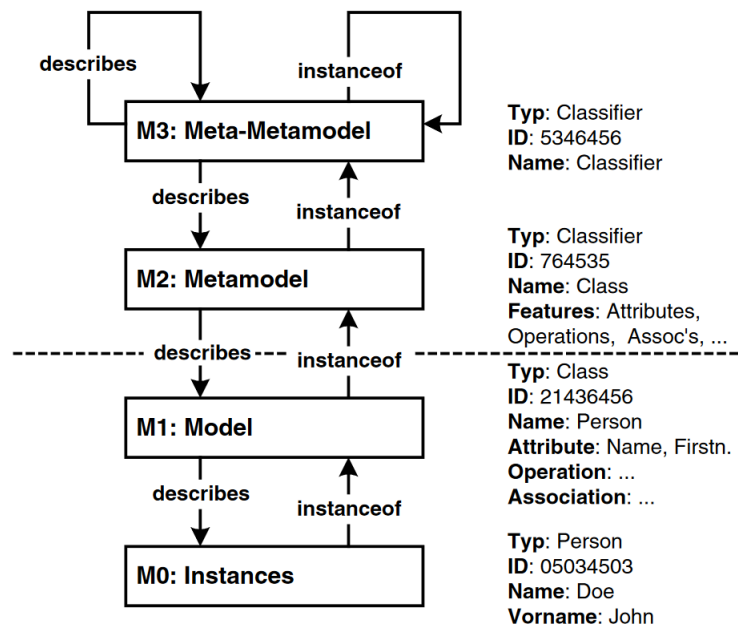 describes
instanceof
M3: Meta-Metamodel
Typ: Classifier
ID: 5346456
Name: Classifier
describes
instanceof
M2: Metamodel
Typ: Classifier
ID: 764535
Name: Class
Features: Attributes,
Operations, Assoc's, ...
describes
instanceof
M1: Model
Typ: Class
ID: 21436456
Name: Person
Attribute: Name, Firstn.
Operation: ...
Association: ...
describes
instanceof
M0: Instances
Typ: Person
ID: 05034503
Name: Doe
Vorname: John